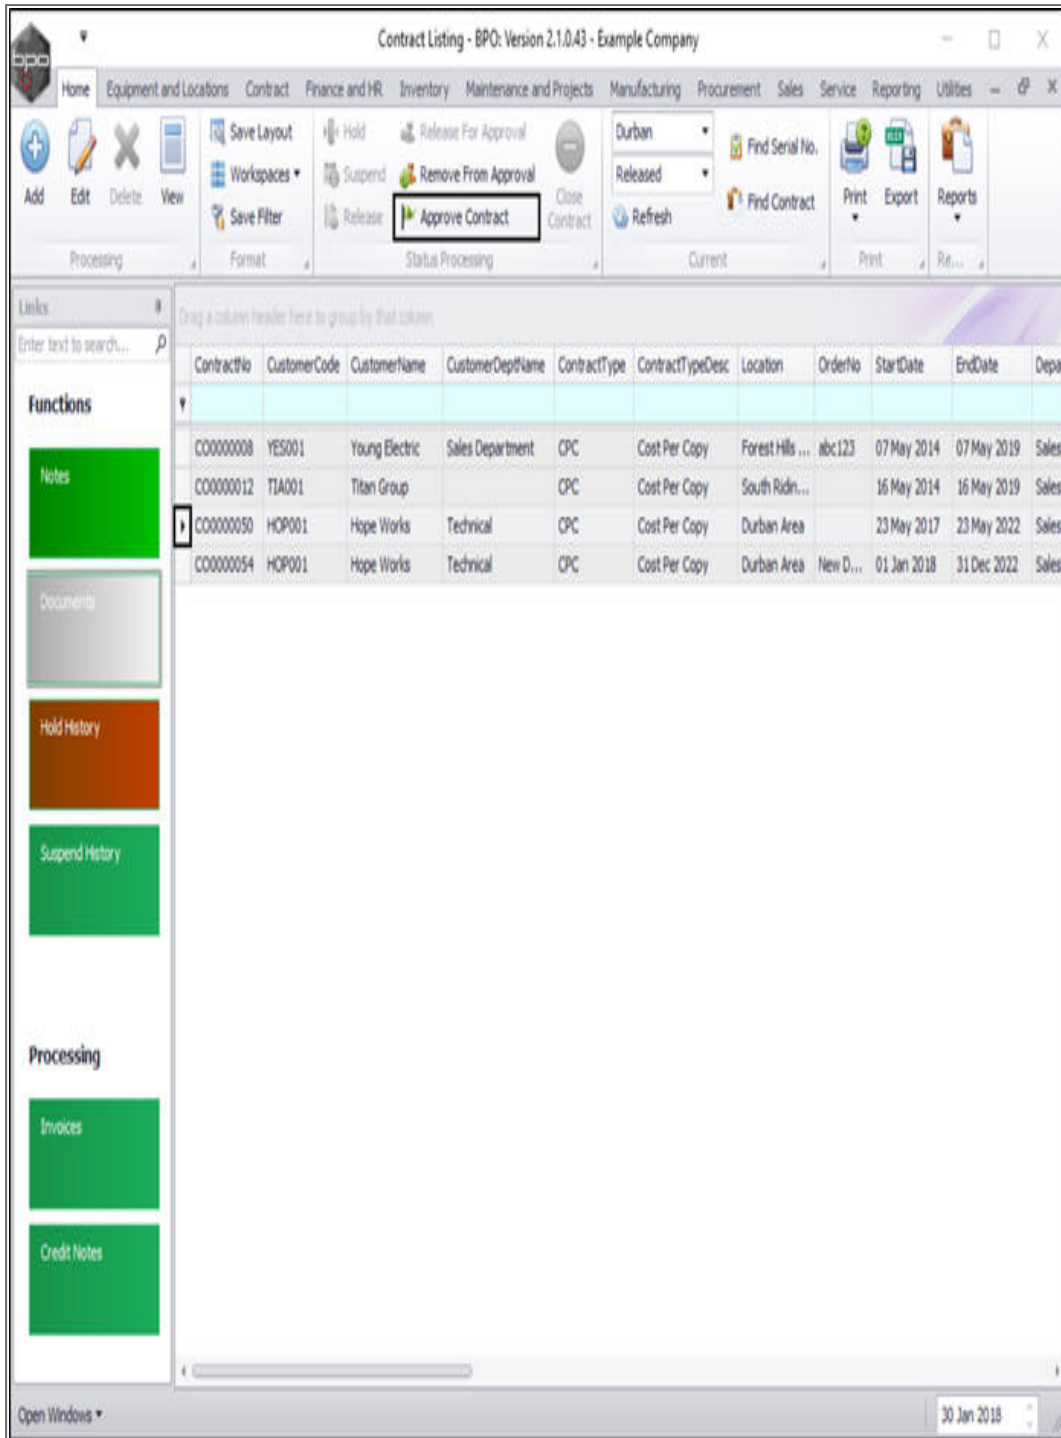 Contract Listing - BPO: Version 2.1.0.43 - Example Company
bpo
Home Equipment and Locations Contract Finance and HR Inventory Maintenance and Projects Manufacturing Procurement Sales Service Reporting Utilities
Add Edit Delete View
Save Layout
Workspaces
Save Filter
Hold
Suspend
Release
Release For Approval
Remove From Approval
Approve Contract
Close
Contract
Durban
Released
Refresh
Find Serial No.
Find Contract
Print Export Reports
Processing Format Status Processing Current Print Re...
Links
Enter text to search...
Drag a column header here to group by that column
ContractNo CustomerCode CustomerName CustomerDeptName ContractType ContractTypeDesc Location OrderNo StartDate EndDate Depa
CO0000008 YES001 Young Electric Sales Department CPC Cost Per Copy Forest Hills ... abc123 07 May 2014 07 May 2019 Sales
CO0000012 TIA001 Titan Group CPC Cost Per Copy South Ridin... 16 May 2014 16 May 2019 Sales
CO0000050 HOP001 Hope Works Technical CPC Cost Per Copy Durban Area 23 May 2017 23 May 2022 Sales
CO0000054 HOP001 Hope Works Technical CPC Cost Per Copy Durban Area New D... 01 Jan 2018 31 Dec 2022 Sales
Functions
Notes
Documents
Hold History
Suspend History
Processing
Invoices
Credit Notes
Open Windows
30 Jan 2018